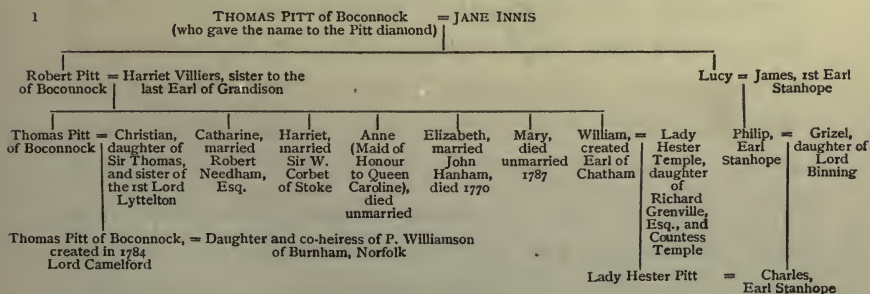 1
THOMAS PITT of Boconnock = JANE INNIS
(who gave the name to the Pitt diamond)
Robert Pitt = Harriet Villiers, sister to the
of Boconnock last Earl of Grandison
Lucy = James, 1st Earl
Stanhope
Thomas Pitt =
of Boconnock
Christian,
daughter of
Sir Thomas,
and sister of
the 1st Lord
Lyttelton
Catharine,
married
Robert
Needham,
Esq.
Harriet,
married
Sir W.
Corbet
of Stoke
Anne
(Maid of
Honour
to Queen
Caroline),
died
unmarried
Elizabeth,
married
John
Hanham,
died 1770
Mary,
died
unmarried
1787
William, =
created
Earl of
Chatham
Lady
Hester
Temple,
daughter
of
Richard
Grenville,
Esq., and
Countess
Temple
Philip, =
Earl
Stanhope
Grizel,
daughter of
Lord
Binning
Thomas Pitt of Boconnock, = Daughter and co-heiress of P. Williamson
created in 1784 of Burnham, Norfolk
Lord Camelford
Lady Hester Pitt = Charles,
Earl Stanhope